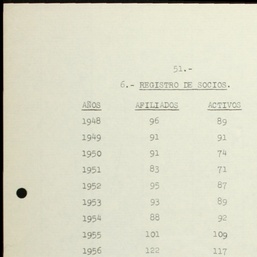 51.-
6.- REGISTRO DE SOCIOS.
AÑOS AFILIADOS ACTIVOS
1948 96 89
1949 91 91
1950 91 74
1951 83 71
1952 95 87
1953 93 89
1954 88 92
1955 101 109
1956 122 117